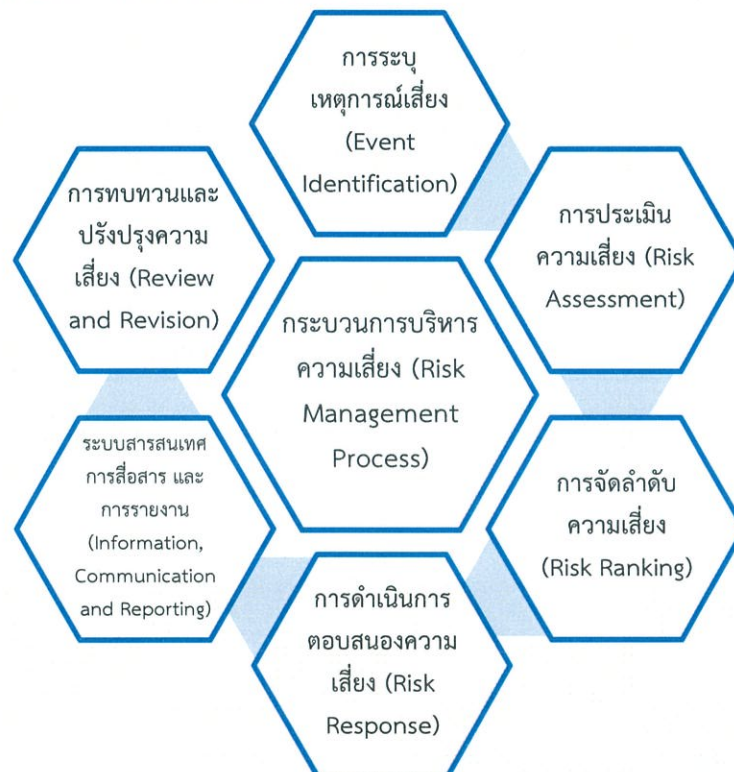 การระบุ
เหตุการณ์เสี่ยง
(Event
Identification)
การประเมิน
ความเสี่ยง (Risk
Assessment)
การจัดลำดับ
ความเสี่ยง
(Risk Ranking)
การดำเนินการ
ตอบสนองความ
เสี่ยง (Risk
Response)
ระบบสารสนเทศ
การสื่อสาร และ
การรายงาน
(Information,
Communication
and Reporting)
การทบทวนและ
ปรังปรุงความ
เสี่ยง (Review
and Revision)
กระบวนการบริหาร
ความเสี่ยง (Risk
Management
Process)